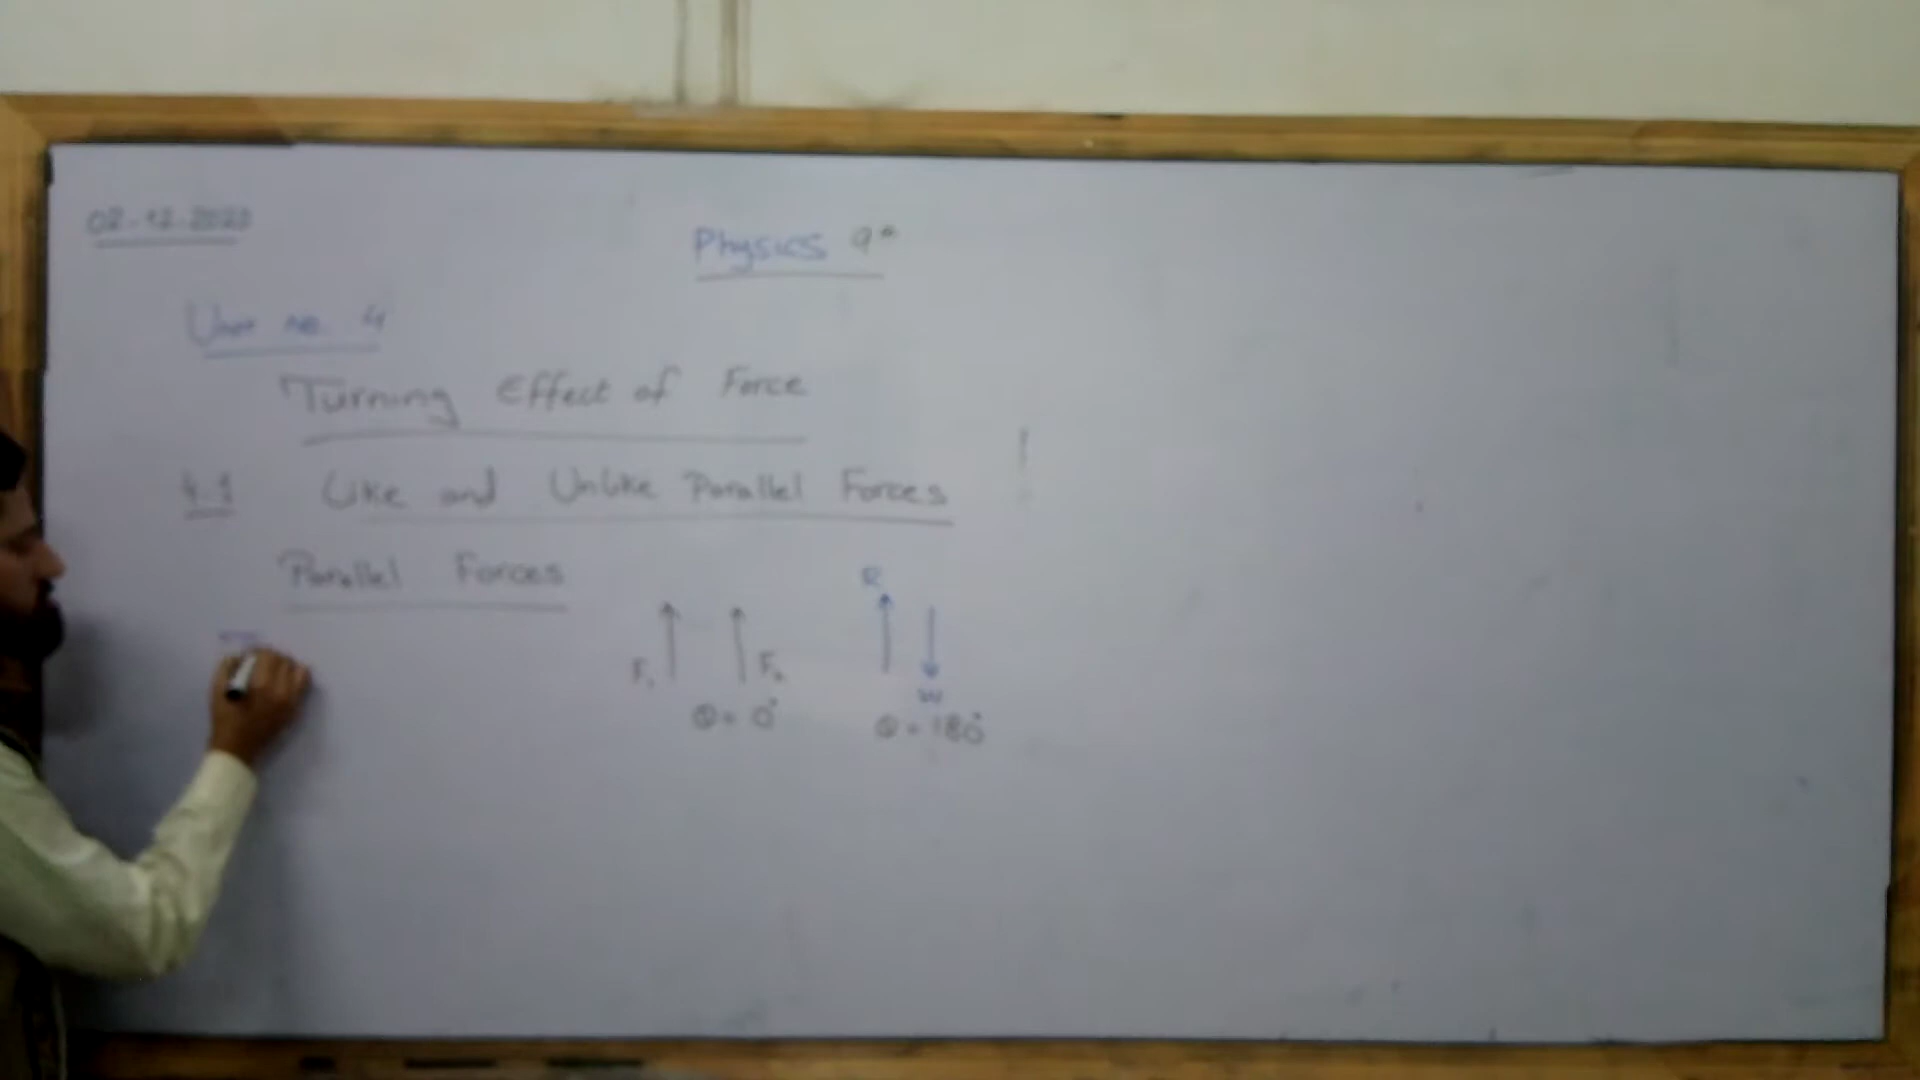 02-12-2020
Physics 9th
Unit no. 4
Turning Effect of Force
4.1 Like and Unlike Parallel Forces
Parallel Forces
F₁ F₂ R W
θ = 0° θ = 180°